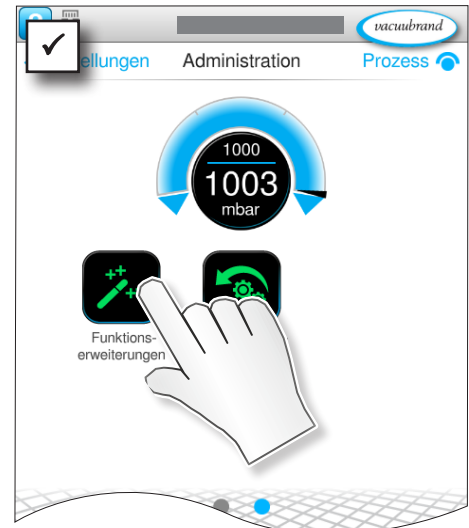 vacuubrand
ellungen Administration Prozess
1000
1003
mbar
Funktions-
erweiterungen